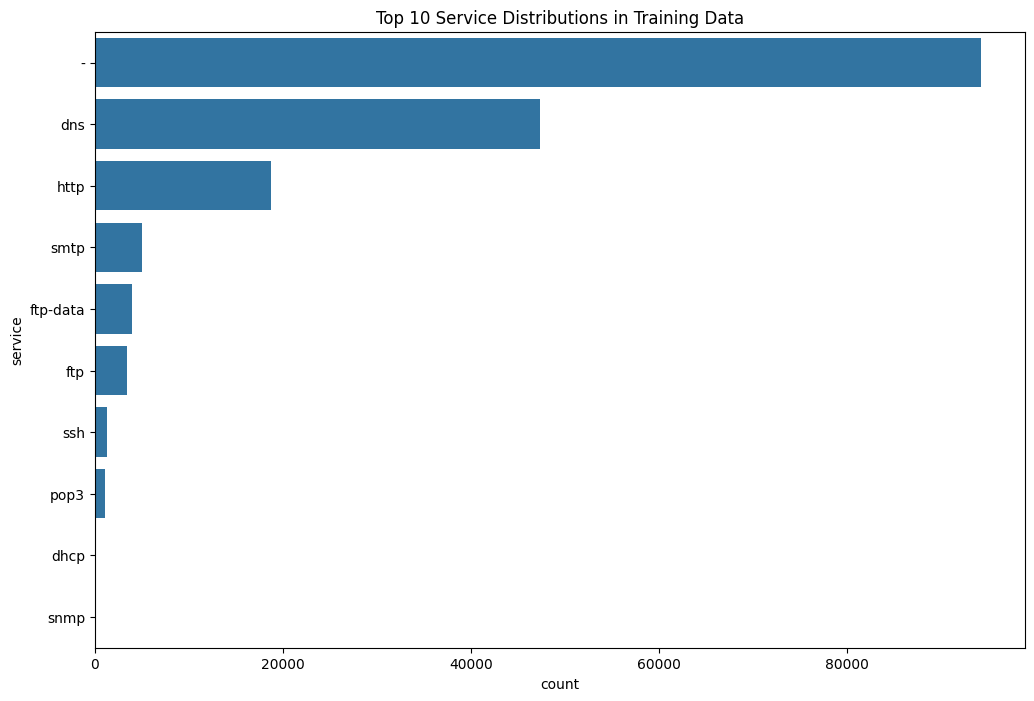 Top 10 Service Distributions in Training Data
-
dns
http
smtp
ftp-data
ftp
ssh
pop3
dhcp
snmp
service
0 20000 40000 60000 80000
count